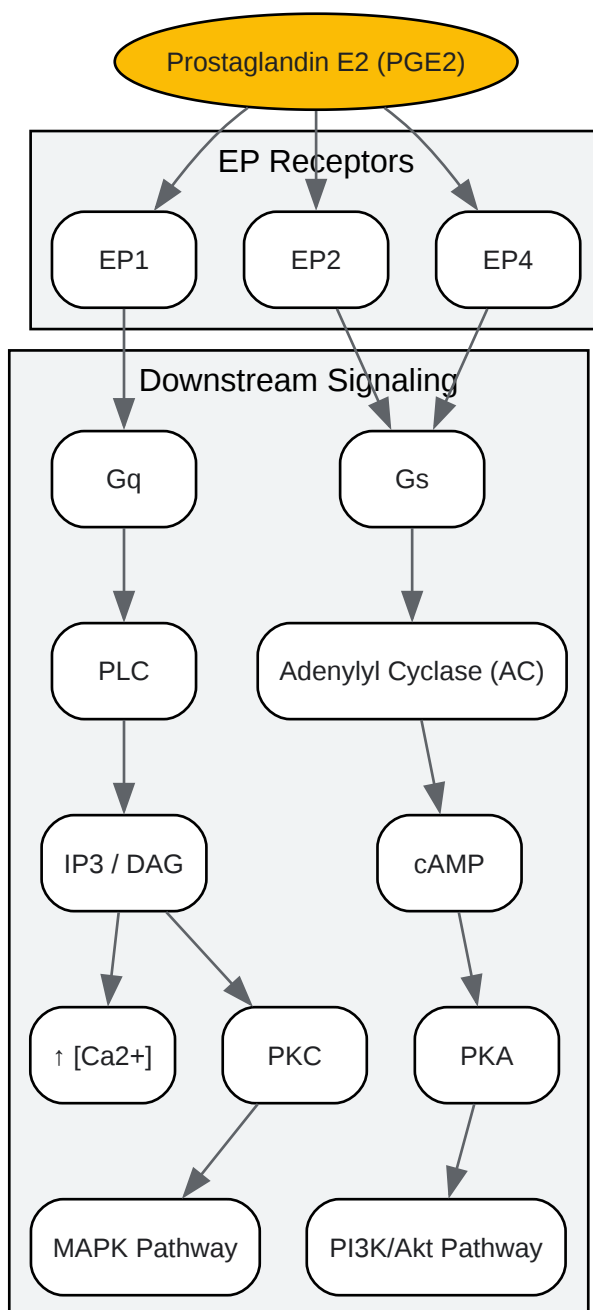 Prostaglandin E2 (PGE2)
EP Receptors
EP1
EP2
EP4
Downstream Signaling
Gq
Gs
PLC
Adenylyl Cyclase (AC)
IP3 / DAG
cAMP
↑ [Ca2+]
PKC
PKA
MAPK Pathway
PI3K/Akt Pathway